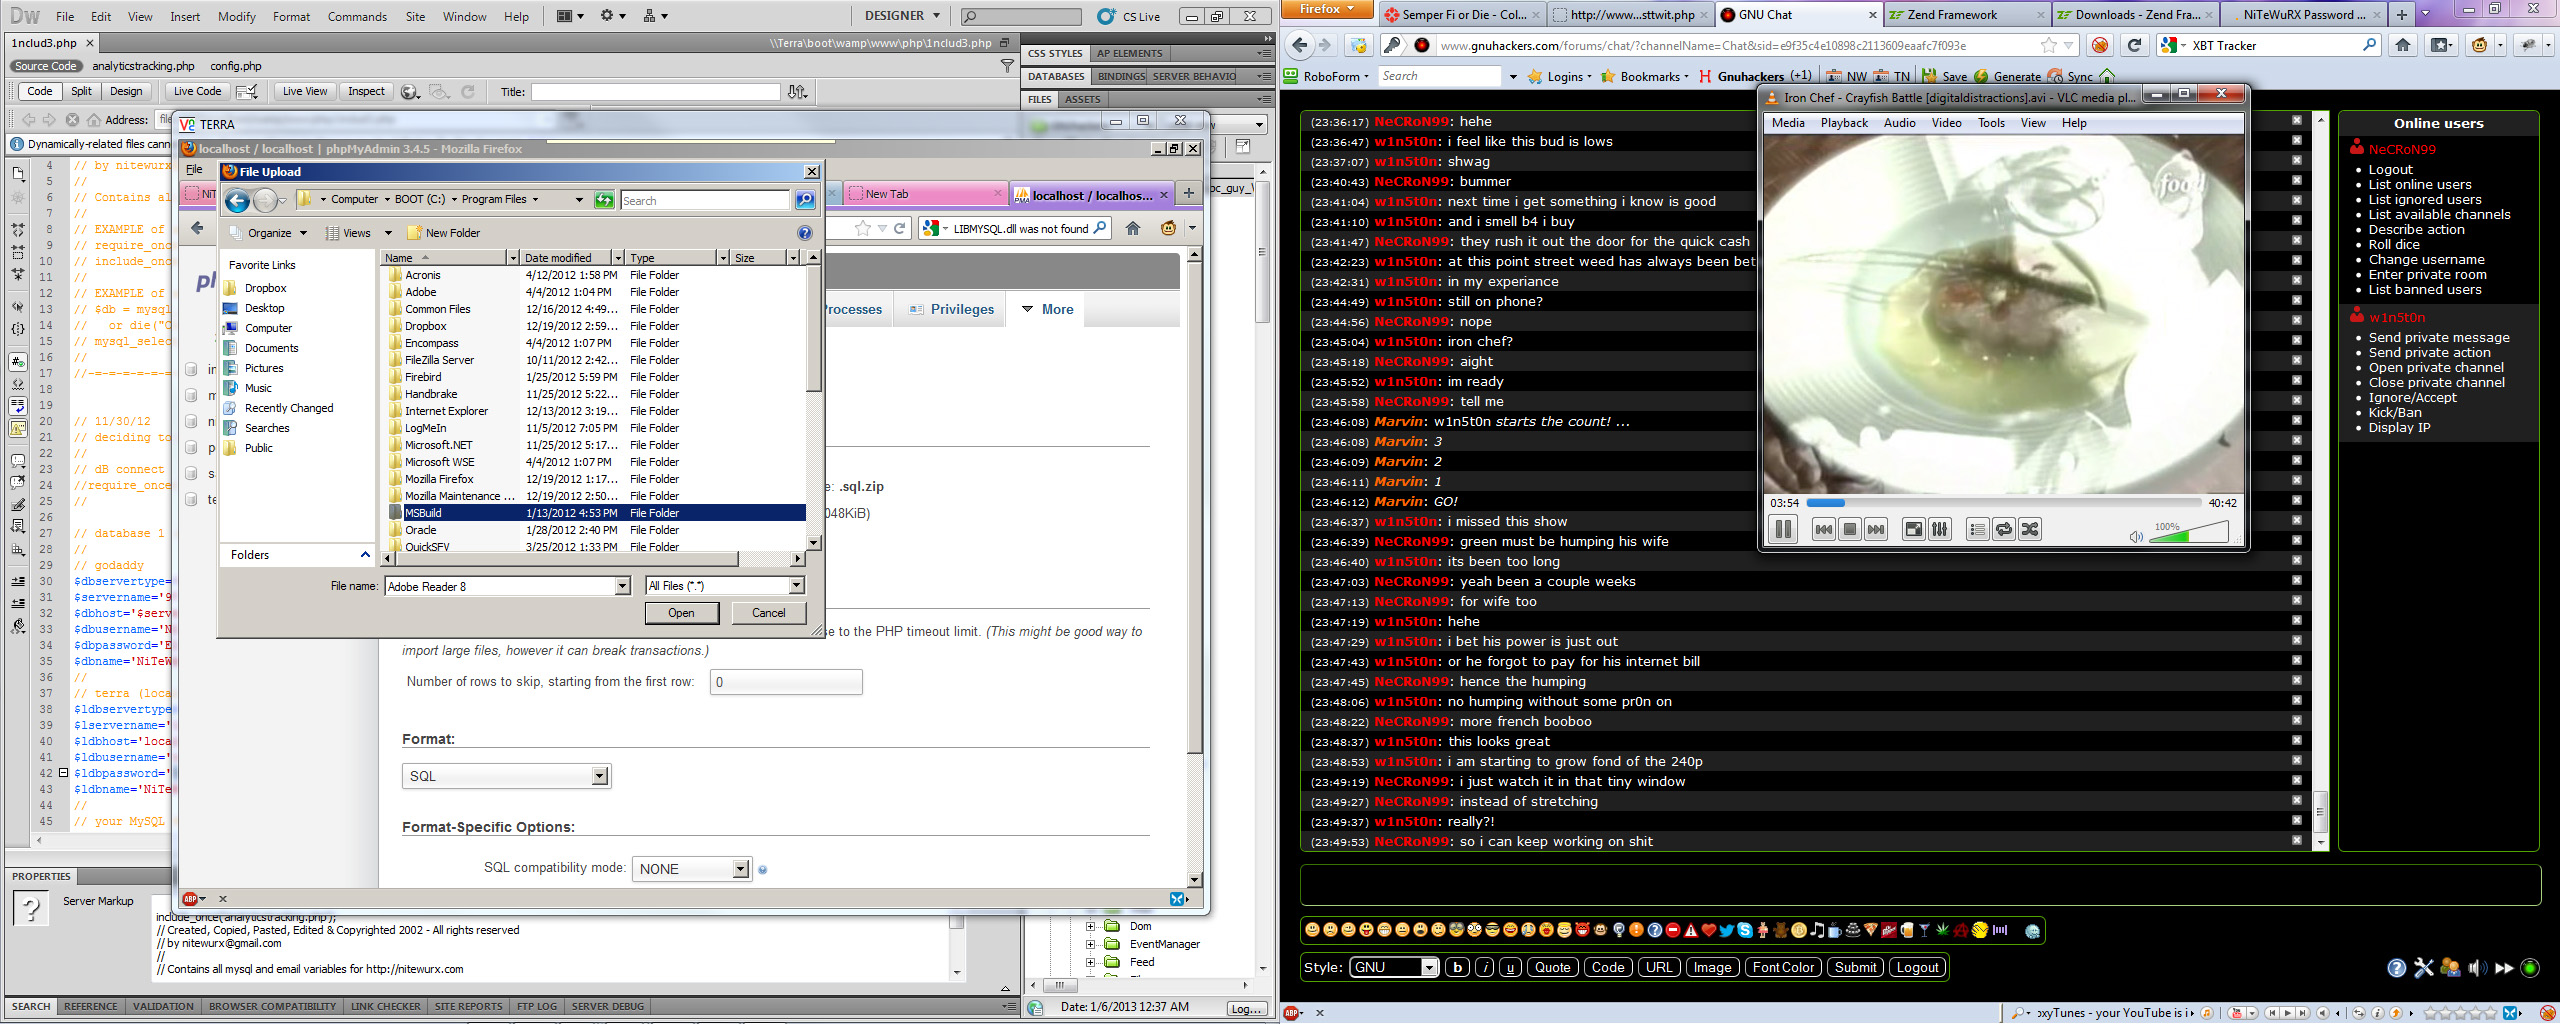 Dw File Edit View Insert Modify Format Commands Site Window Help DESIGNER CS Live
1nclud3.php \\Terra\boot\wamp\www\php\1nclud3.php
Source Code analyticstracking.php config.php
Code Split Design Live Code Live View Inspect Title:
Address:
Dynamically-related files cann
4 // by nitewurx
5 //
6 // Contains al
7 //
8 // EXAMPLE of
9 // require_onc
10 // include_onc
11 //
12 // EXAMPLE of
13 // $db = mysql
14 // or die("C
15 // mysql_selec
16 //
17 //-=-=-=-=-=
18
19
20 // 11/30/12
21 // deciding to
22 //
23 // dB connect
24 //require_once
25 //
26
27 // database 1
28 //
29 // godaddy
30 $dbservertype=
31 $servername='9
32 $dbhost='$serv
33 $dbusername='N
34 $dbpassword='E
35 $dbname='NiTeW
36 //
37 // terra (loca
38 $ldbservertype
39 $lservername='
40 $ldbhost='loca
41 $ldbusername='
42 $ldbpassword='
43 $ldbname='NiTe
44 //
45 // your MySQL
PROPERTIES
Server Markup
include_once('analyticstracking.php');
// Created, Copied, Pasted, Edited & Copyrighted 2002 - All rights reserved
// by nitewurx@gmail.com
//
// Contains all mysql and email variables for http://nitewurx.com
SEARCH REFERENCE VALIDATION BROWSER COMPATIBILITY LINK CHECKER SITE REPORTS FTP LOG SERVER DEBUG
CSS STYLES AP ELEMENTS
DATABASES BINDINGS SERVER BEHAVIO
FILES ASSETS
Dom
EventManager
Feed
Date: 1/6/2013 12:37 AM Log...
TERRA
localhost / localhost | phpMyAdmin 3.4.5 - Mozilla Firefox
File
New Tab
localhost / localhos...
LIBMYSQL.dll was not found
rocesses Privileges More
e: .sql.zip
048KiB)
e to the PHP timeout limit. (This might be good way to
import large files, however it can break transactions.)
Number of rows to skip, starting from the first row: 0
Format:
SQL
Format-Specific Options:
SQL compatibility mode: NONE
File Upload
Computer BOOT (C:) Program Files Search
Organize Views New Folder
Favorite Links
Dropbox
Desktop
Computer
Documents
Pictures
Music
Recently Changed
Searches
Public
Folders
Name Date modified Type Size
Acronis 4/12/2012 1:58 PM File Folder
Adobe 4/4/2012 1:04 PM File Folder
Common Files 12/16/2012 4:49... File Folder
Dropbox 12/19/2012 2:59... File Folder
Encompass 4/4/2012 1:07 PM File Folder
FileZilla Server 10/11/2012 2:42... File Folder
Firebird 1/25/2012 5:59 PM File Folder
Handbrake 11/25/2012 5:22... File Folder
Internet Explorer 12/13/2012 3:19... File Folder
LogMeIn 11/5/2012 7:05 PM File Folder
Microsoft.NET 11/25/2012 5:17... File Folder
Microsoft WSE 4/4/2012 1:07 PM File Folder
Mozilla Firefox 12/19/2012 1:17... File Folder
Mozilla Maintenance ... 12/19/2012 2:50... File Folder
MSBuild 1/13/2012 4:53 PM File Folder
Oracle 1/28/2012 2:40 PM File Folder
QuickSFV 3/25/2012 1:33 PM File Folder
File name: Adobe Reader 8 All Files (*.*)
Open Cancel
Firefox Semper Fi or Die - Col... http://www...sttwit.php GNU Chat Zend Framework Downloads - Zend Fra... NiTeWuRX Password ...
www.gnuhackers.com/forums/chat/?channelName=Chat&sid=e9f35c4e10898c2113609eaafc7f093e XBT Tracker
RoboForm Search Logins Bookmarks Gnuhackers (+1) NW TN Save Generate Sync
(23:36:17) NeCRoN99: hehe
(23:36:47) w1n5t0n: i feel like this bud is lows
(23:37:07) w1n5t0n: shwag
(23:40:43) NeCRoN99: bummer
(23:41:04) w1n5t0n: next time i get something i know is good
(23:41:10) w1n5t0n: and i smell b4 i buy
(23:41:47) NeCRoN99: they rush it out the door for the quick cash
(23:42:23) w1n5t0n: at this point street weed has always been bet
(23:42:31) w1n5t0n: in my experiance
(23:44:49) w1n5t0n: still on phone?
(23:44:56) NeCRoN99: nope
(23:45:04) w1n5t0n: iron chef?
(23:45:18) NeCRoN99: aight
(23:45:52) w1n5t0n: im ready
(23:45:58) NeCRoN99: tell me
(23:46:08) Marvin: w1n5t0n starts the count! ...
(23:46:08) Marvin: 3
(23:46:09) Marvin: 2
(23:46:11) Marvin: 1
(23:46:12) Marvin: GO!
(23:46:37) w1n5t0n: i missed this show
(23:46:39) NeCRoN99: green must be humping his wife
(23:46:40) w1n5t0n: its been too long
(23:47:03) NeCRoN99: yeah been a couple weeks
(23:47:13) NeCRoN99: for wife too
(23:47:19) NeCRoN99: hehe
(23:47:29) w1n5t0n: i bet his power is just out
(23:47:43) w1n5t0n: or he forgot to pay for his internet bill
(23:47:45) NeCRoN99: hence the humping
(23:48:06) w1n5t0n: no humping without some pr0n on
(23:48:22) NeCRoN99: more french booboo
(23:48:37) w1n5t0n: this looks great
(23:48:53) w1n5t0n: i am starting to grow fond of the 240p
(23:49:19) NeCRoN99: i just watch it in that tiny window
(23:49:27) NeCRoN99: instead of stretching
(23:49:37) w1n5t0n: really?!
(23:49:53) NeCRoN99: so i can keep working on shit
Style: GNU b i u Quote Code URL Image Font Color Submit Logout
Iron Chef - Crayfish Battle [digitaldistractions].avi - VLC media pl...
Media Playback Audio Video Tools View Help
food
03:54 40:42
100%
Online users
NeCRoN99
Logout
List online users
List ignored users
List available channels
Describe action
Roll dice
Change username
Enter private room
List banned users
w1n5t0n
Send private message
Send private action
Open private channel
Close private channel
Ignore/Accept
Kick/Ban
Display IP
oxyTunes - your YouTube is i